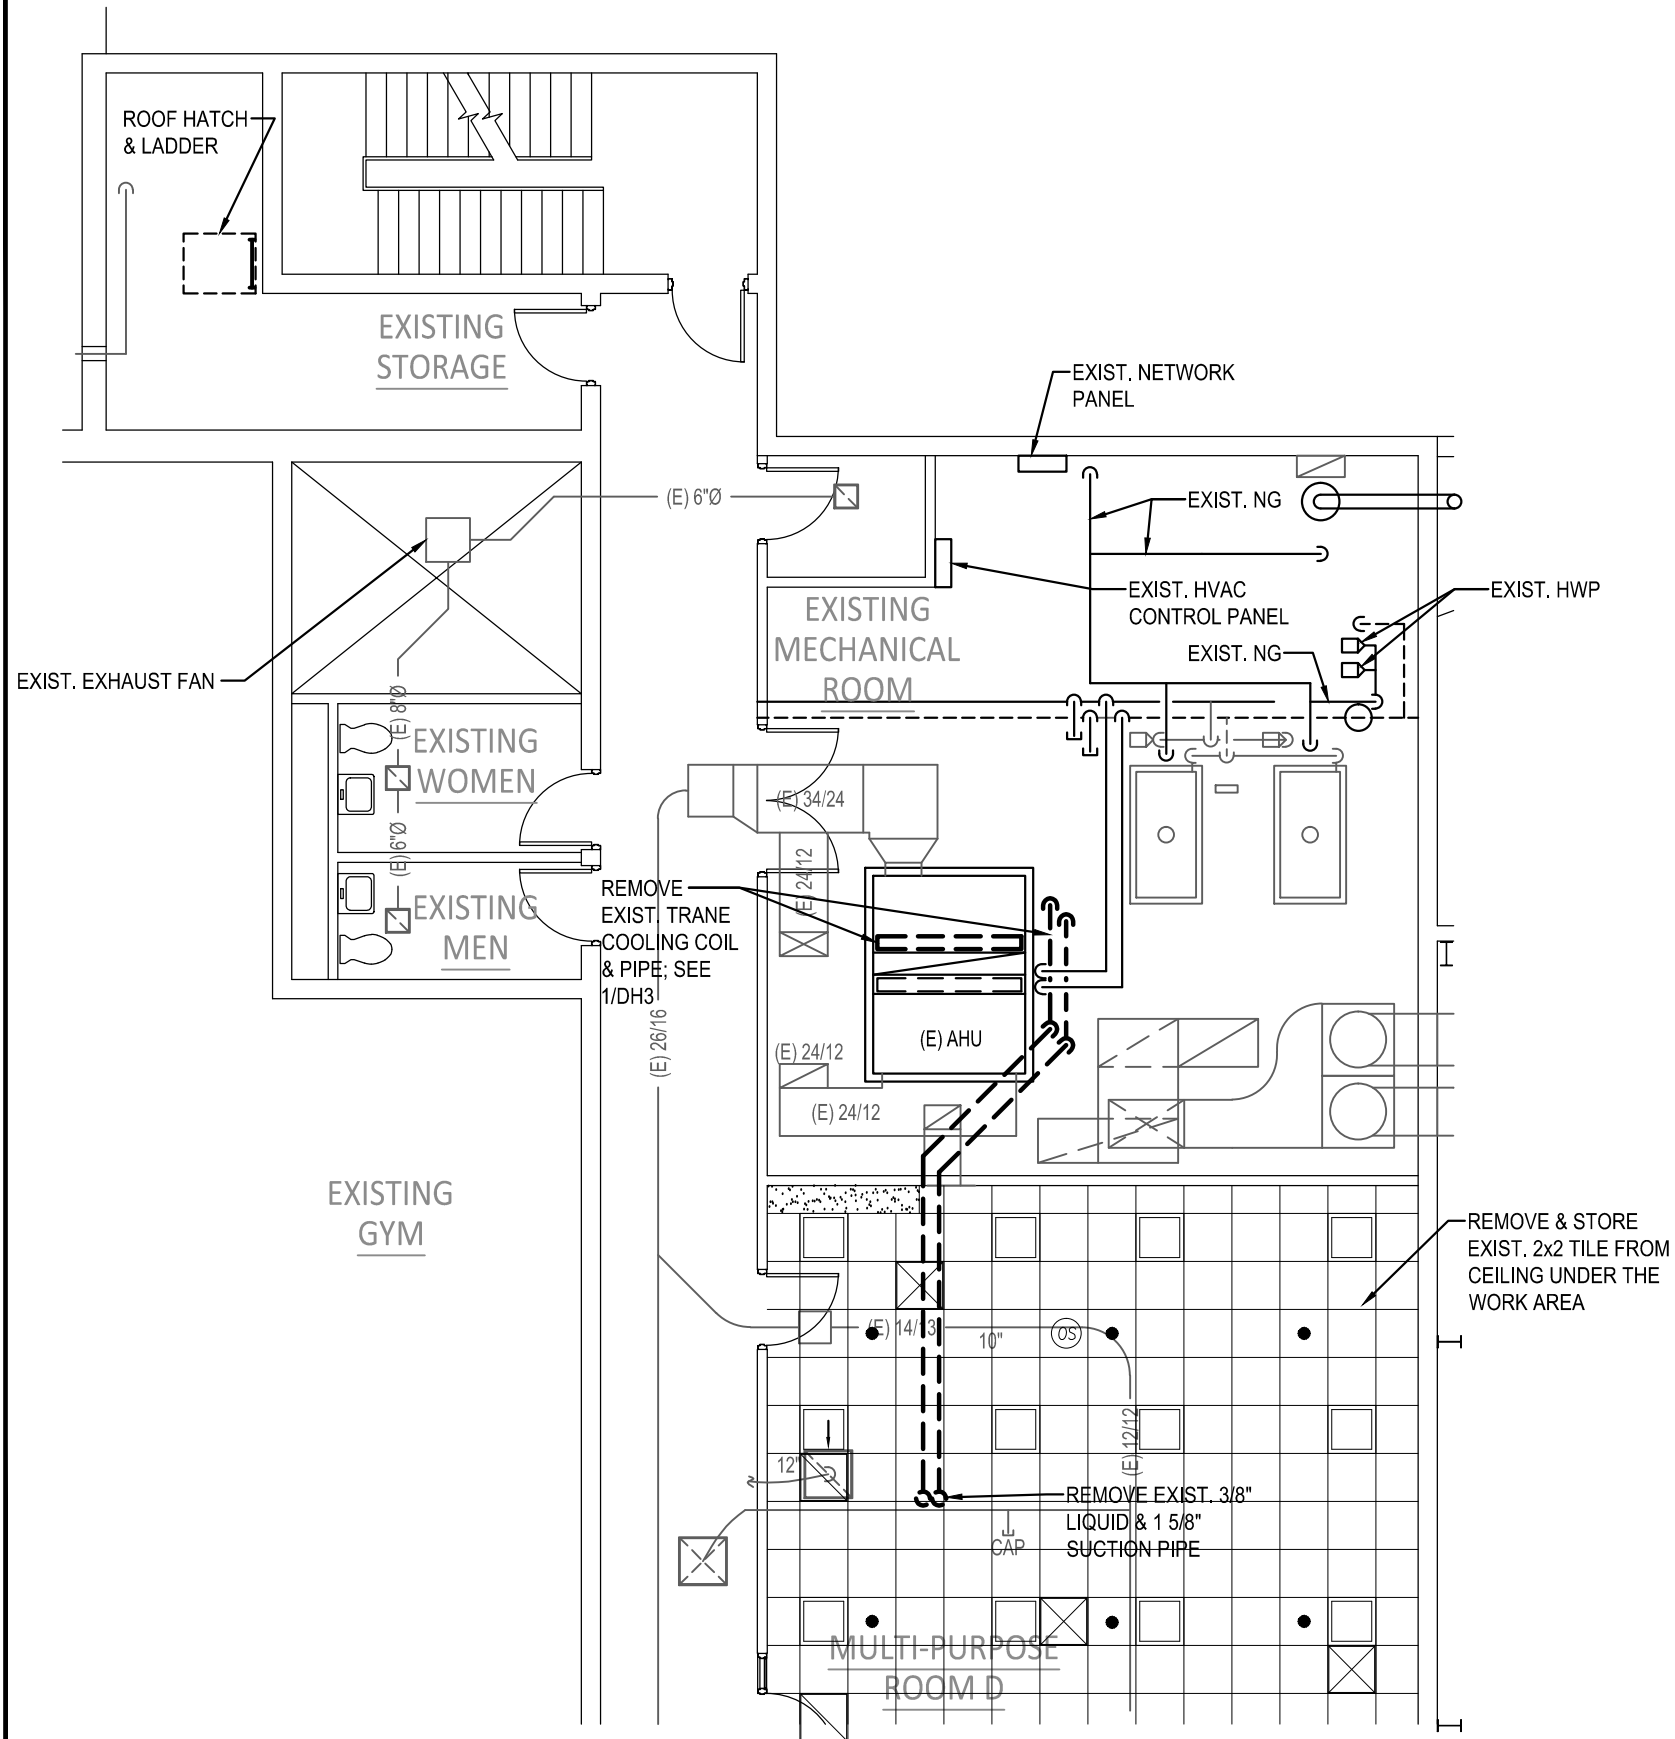 ROOF HATCH
& LADDER
EXISTING
STORAGE
EXIST. NETWORK
PANEL
(E) 6"Ø
EXIST. NG
EXIST. HVAC
CONTROL PANEL
EXIST. HWP
EXISTING
MECHANICAL
ROOM
EXIST. NG
EXIST. EXHAUST FAN
(E) 8"Ø
EXISTING
WOMEN
(E) 34/24
(E) 6"Ø
(E) 24/12
EXISTING
MEN
REMOVE
EXIST. TRANE
COOLING COIL
& PIPE; SEE
1/DH3
(E) 26/16
(E) AHU
(E) 24/12
(E) 24/12
EXISTING
GYM
REMOVE & STORE
EXIST. 2x2 TILE FROM
CEILING UNDER THE
WORK AREA
(E) 14/13
10"
OS
(E) 12/12
12"
REMOVE EXIST. 3/8"
LIQUID & 1 5/8"
SUCTION PIPE
CAP
MULTI-PURPOSE
ROOM D